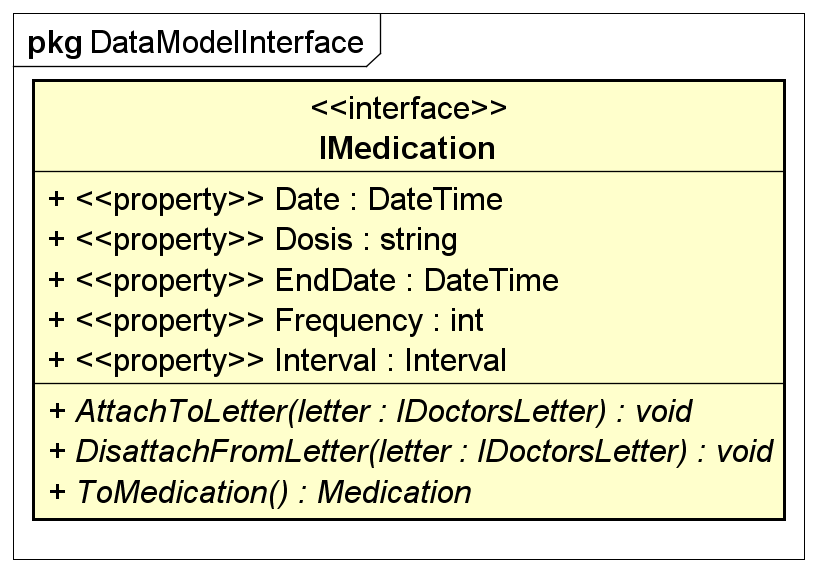 pkg DataModelInterface
<<interface>>
IMedication
+ <<property>> Date : DateTime
+ <<property>> Dosis : string
+ <<property>> EndDate : DateTime
+ <<property>> Frequency : int
+ <<property>> Interval : Interval
+ AttachToLetter(letter : IDoctorsLetter) : void
+ DisattachFromLetter(letter : IDoctorsLetter) : void
+ ToMedication() : Medication